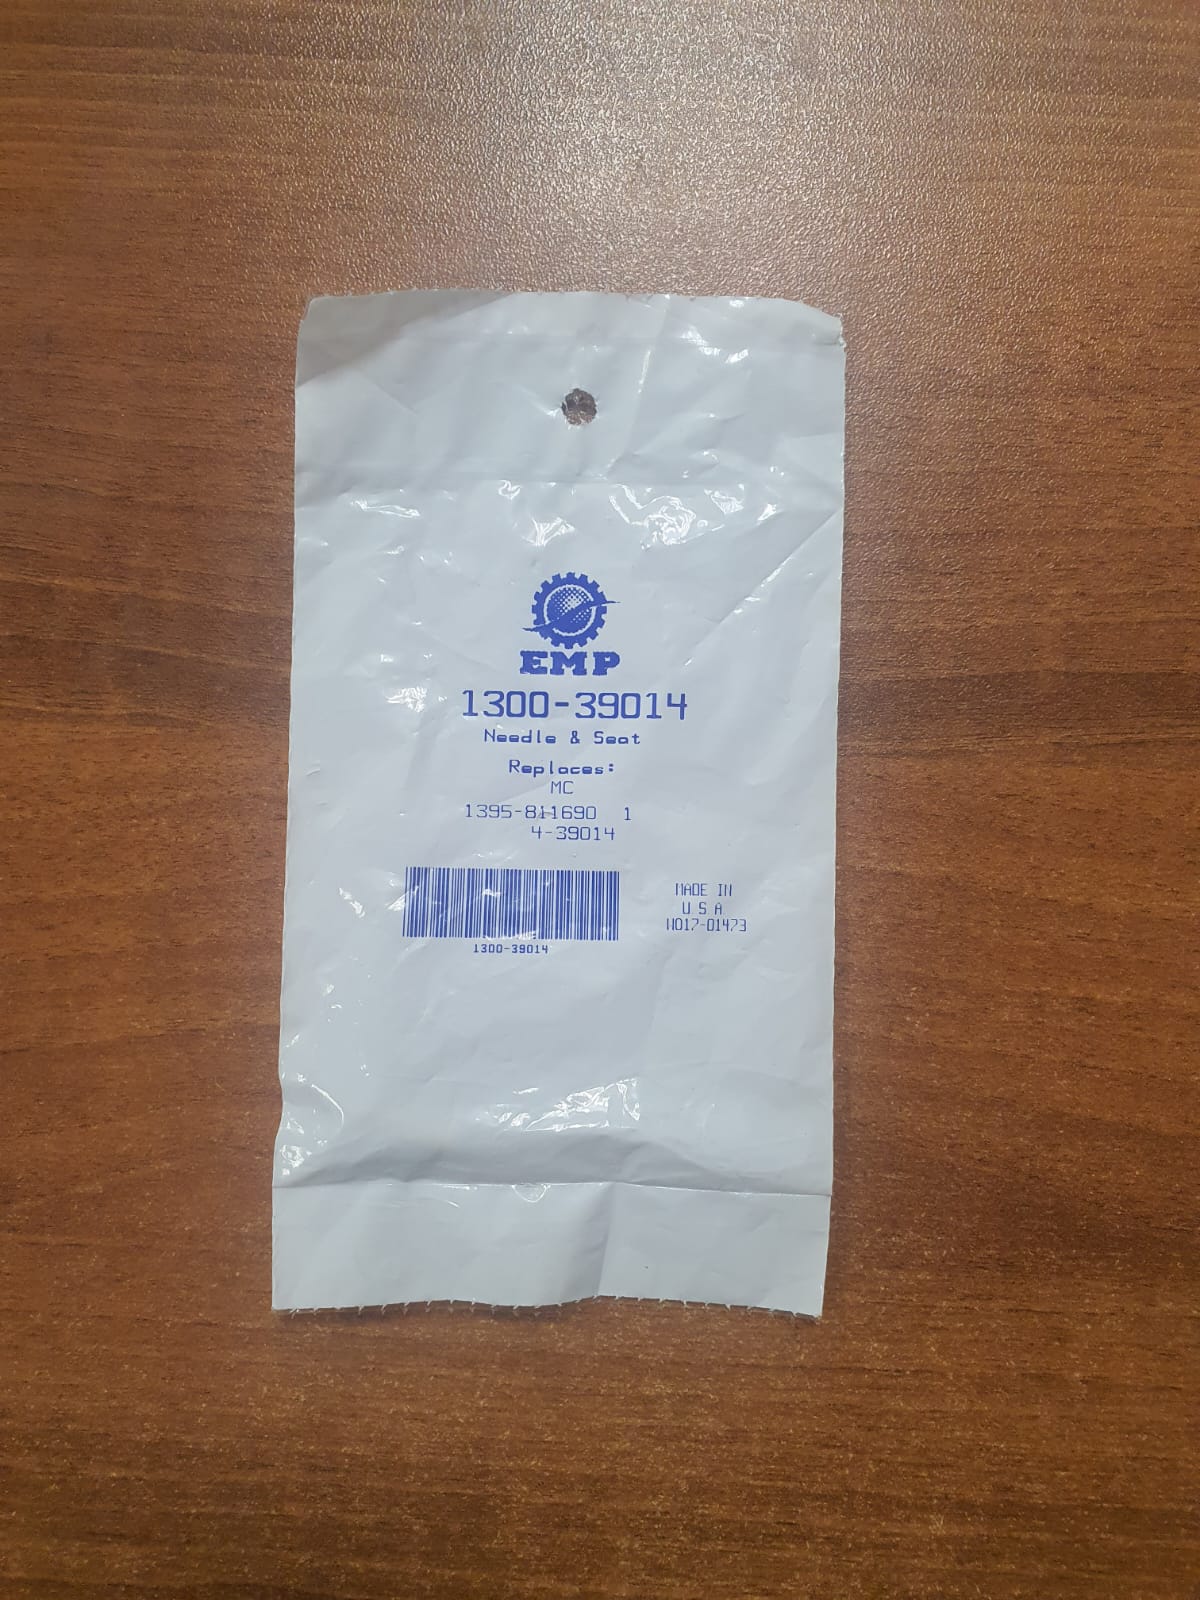 EMP
1300-39014
Needle & Seat
Replaces:
MC
1395-811690 1
4-39014
1300-39014
MADE IN
U S A
N017-01473